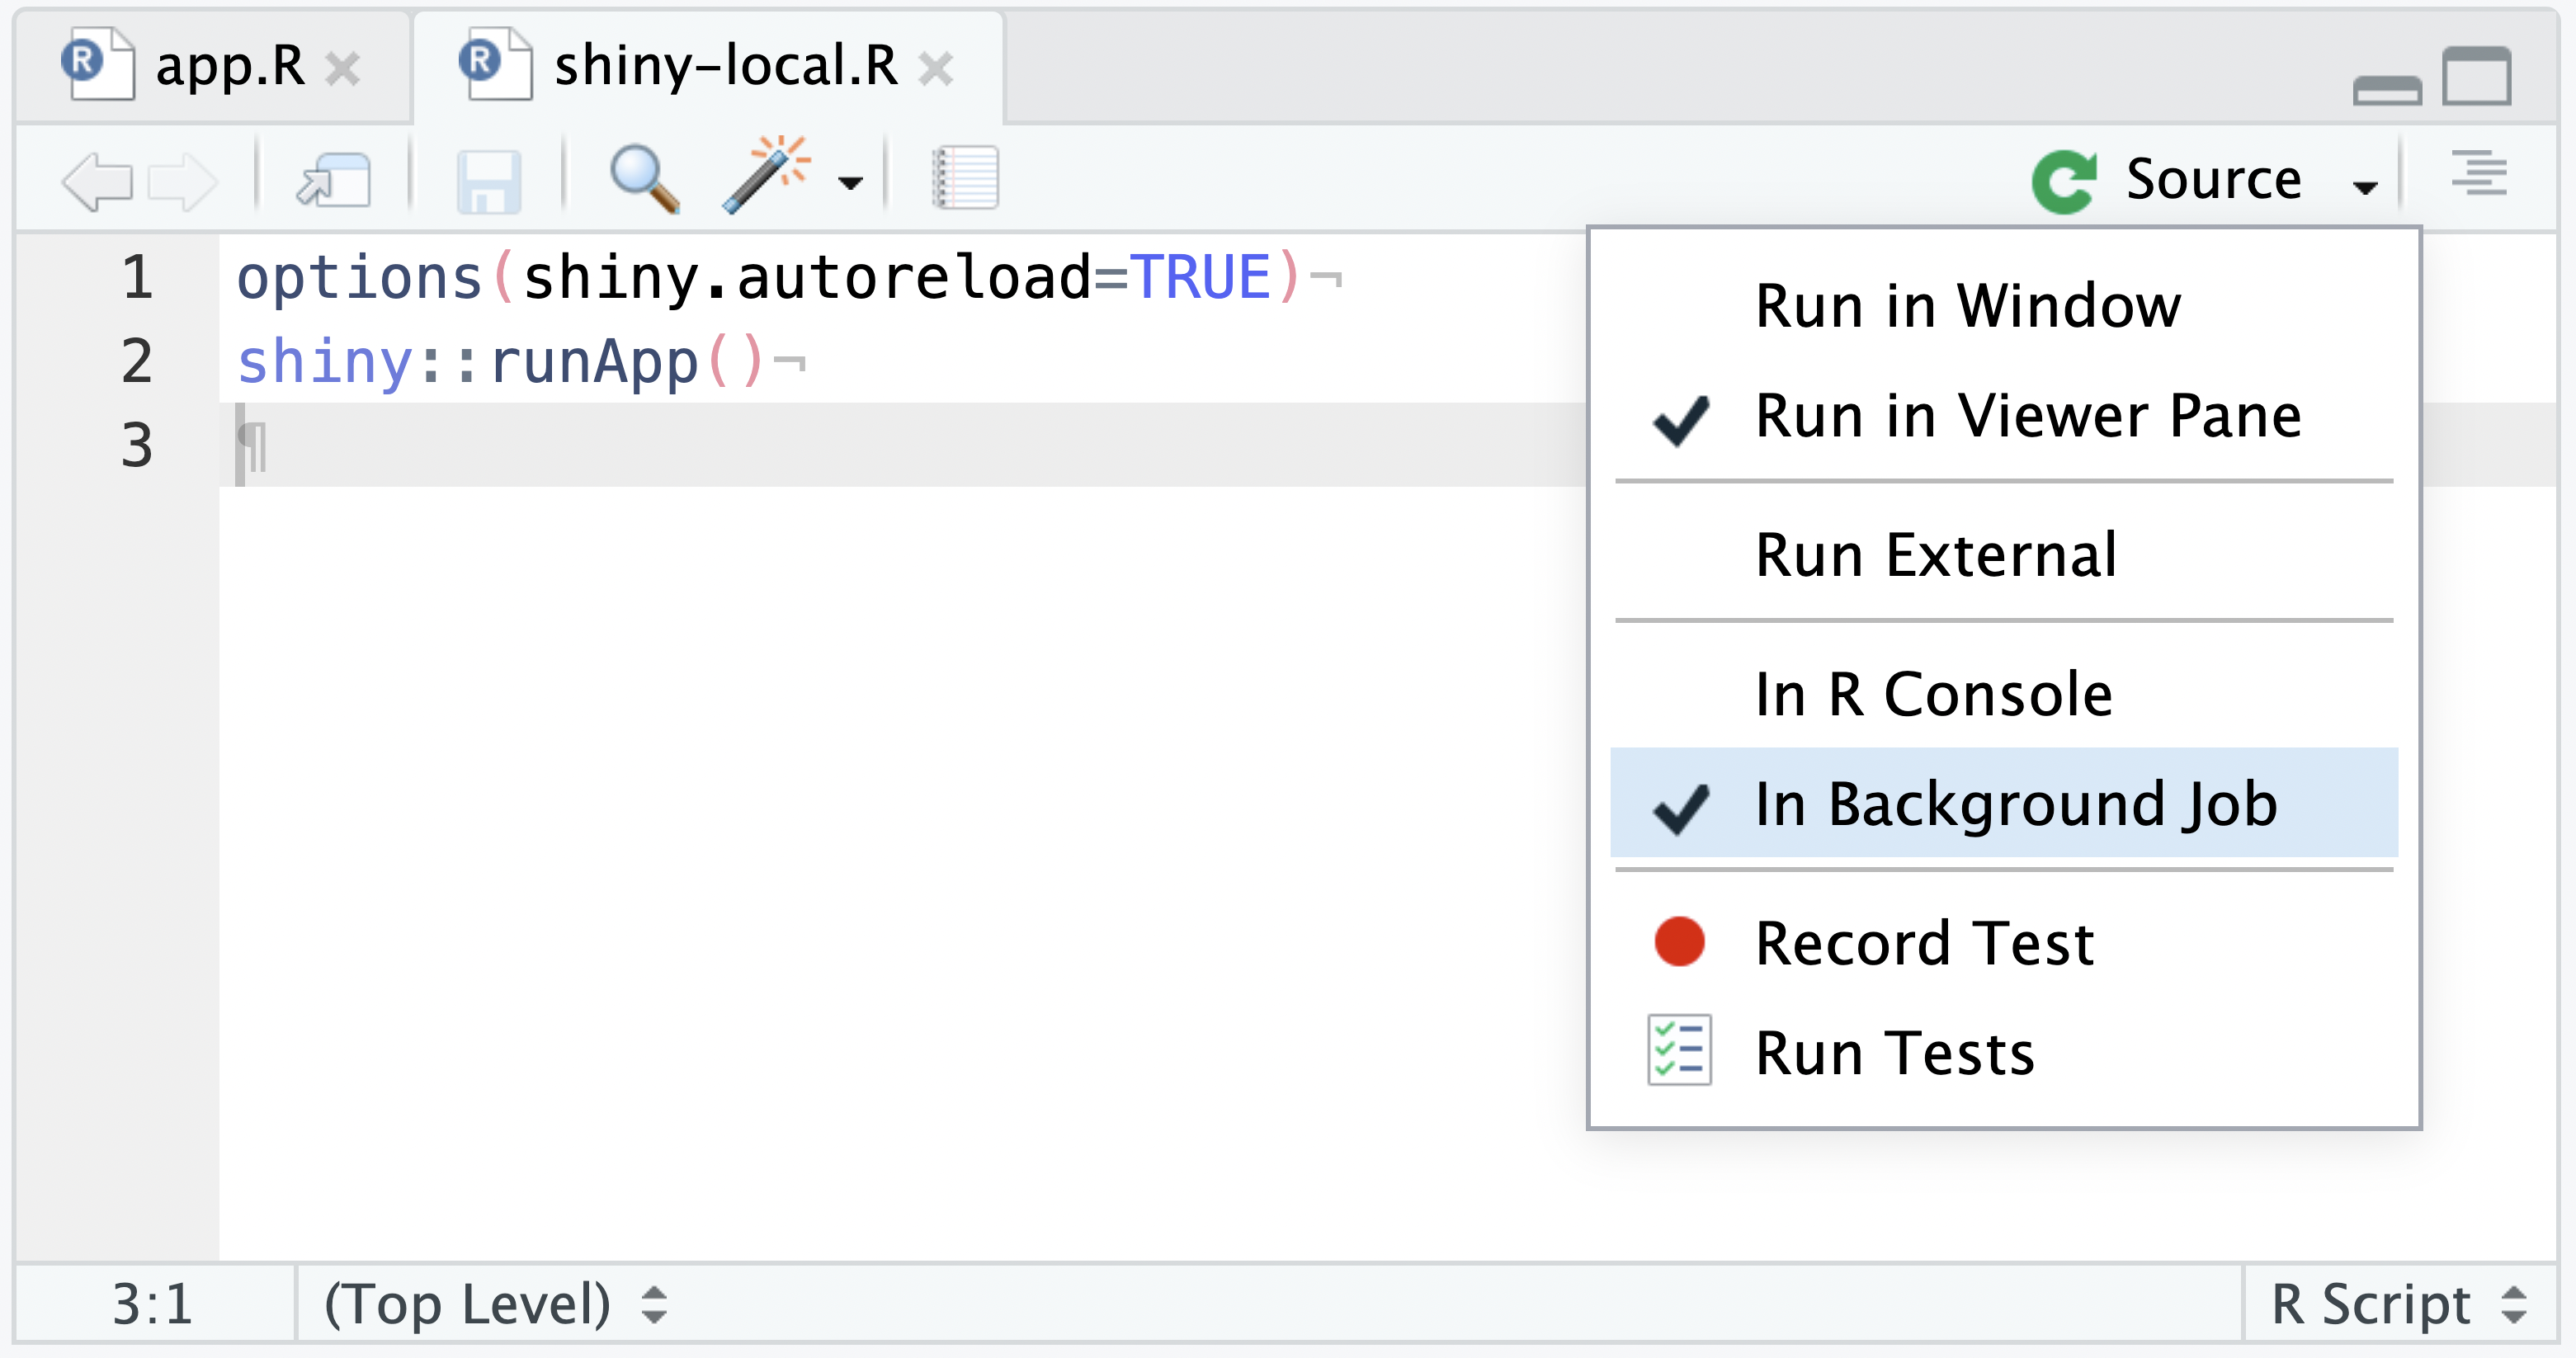 app.R
shiny-local.R
Source
1 options(shiny.autoreload=TRUE)¬
2 shiny::runApp()¬
3 ¶
Run in Window
Run in Viewer Pane
Run External
In R Console
In Background Job
Record Test
Run Tests
3:1
(Top Level)
R Script